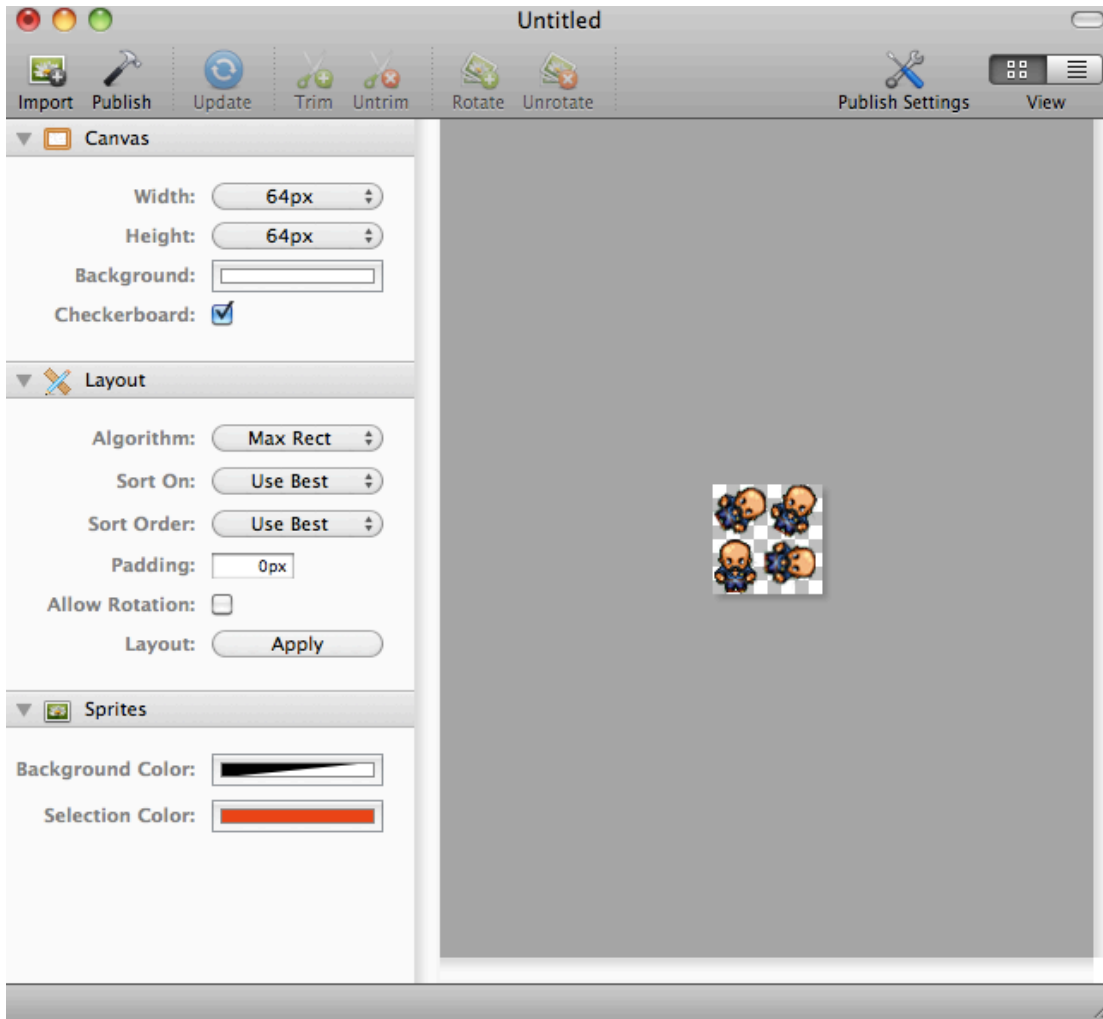 Untitled
Import Publish Update Trim Untrim Rotate Unrotate Publish Settings View
Canvas
Width: 64px
Height: 64px
Background:
Checkerboard:
Layout
Algorithm: Max Rect
Sort On: Use Best
Sort Order: Use Best
Padding: 0px
Allow Rotation:
Layout: Apply
Sprites
Background Color:
Selection Color: